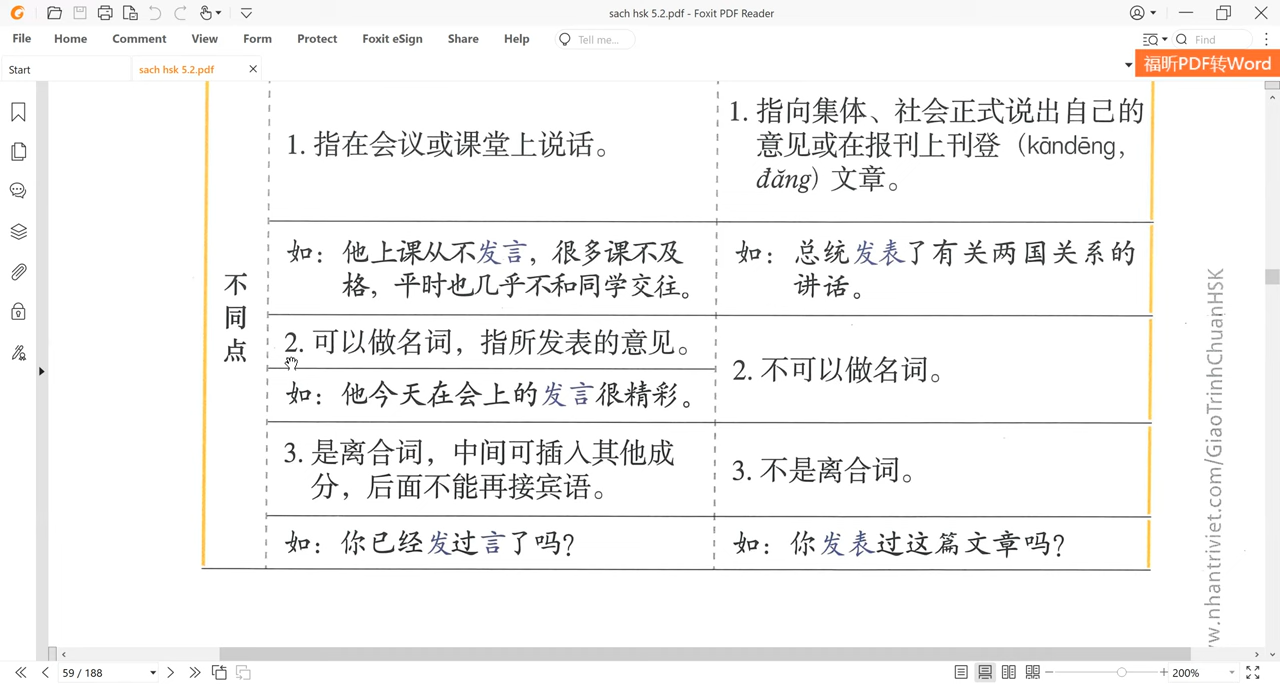 sach hsk 5.2.pdf - Foxit PDF Reader
File Home Comment View Form Protect Foxit eSign Share Help Tell me... Find
Start sach hsk 5.2.pdf
福昕PDF转Word
不同点
1. 指在会议或课堂上说话。
1. 指向集体、社会正式说出自己的
意见或在报刊上刊登（kāndēng,
đăng）文章。
如：他上课从不发言，很多课不及
格，平时也几乎不和同学交往。
如：总统发表了有关两国关系的
讲话。
2. 可以做名词，指所发表的意见。
如：他今天在会上的发言很精彩。
2. 不可以做名词。
3. 是离合词，中间可插入其他成
分，后面不能再接宾语。
3. 不是离合词。
如：你已经发过言了吗？
如：你发表过这篇文章吗？
w.nhantriviet.com/GiaoTrinhChuanHSK
59 / 188
200%